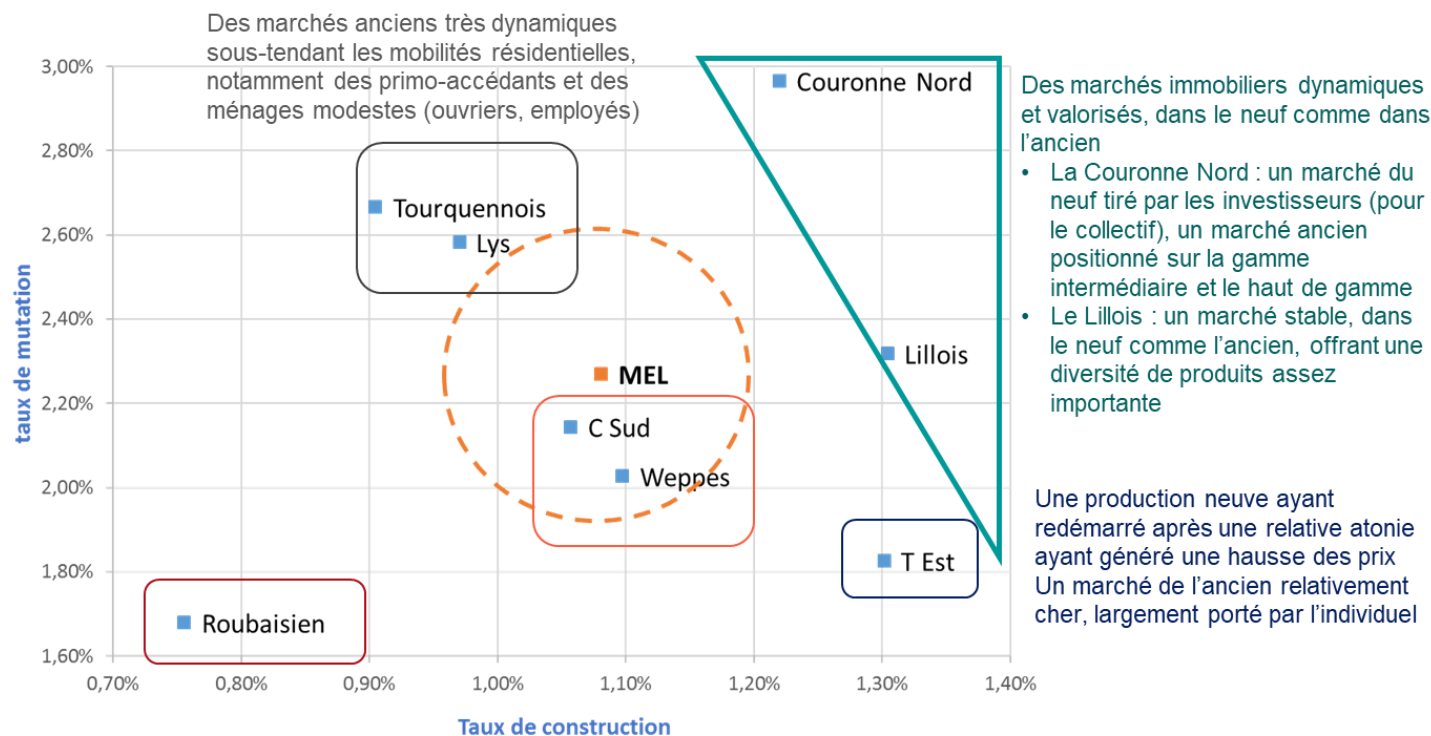 Des marchés anciens très dynamiques
sous-tendant les mobilités résidentielles,
notamment des primo-accédants et des
ménages modestes (ouvriers, employés)
3,00%
2,80%
2,60%
2,40%
2,20%
2,00%
1,80%
1,60%
taux de mutation
Couronne Nord
Tourquennois
Lys
Lillois
MEL
C Sud
Weppes
T Est
Roubaisien
0,70%
0,80%
0,90%
1,00%
1,10%
1,20%
1,30%
1,40%
Taux de construction
Des marchés immobiliers dynamiques
et valorisés, dans le neuf comme dans
l’ancien
• La Couronne Nord : un marché du
neuf tiré par les investisseurs (pour
le collectif), un marché ancien
positionné sur la gamme
intermédiaire et le haut de gamme
• Le Lillois : un marché stable, dans
le neuf comme l’ancien, offrant une
diversité de produits assez
importante
Une production neuve ayant
redémarré après une relative atonie
ayant généré une hausse des prix
Un marché de l’ancien relativement
cher, largement porté par l’individuel